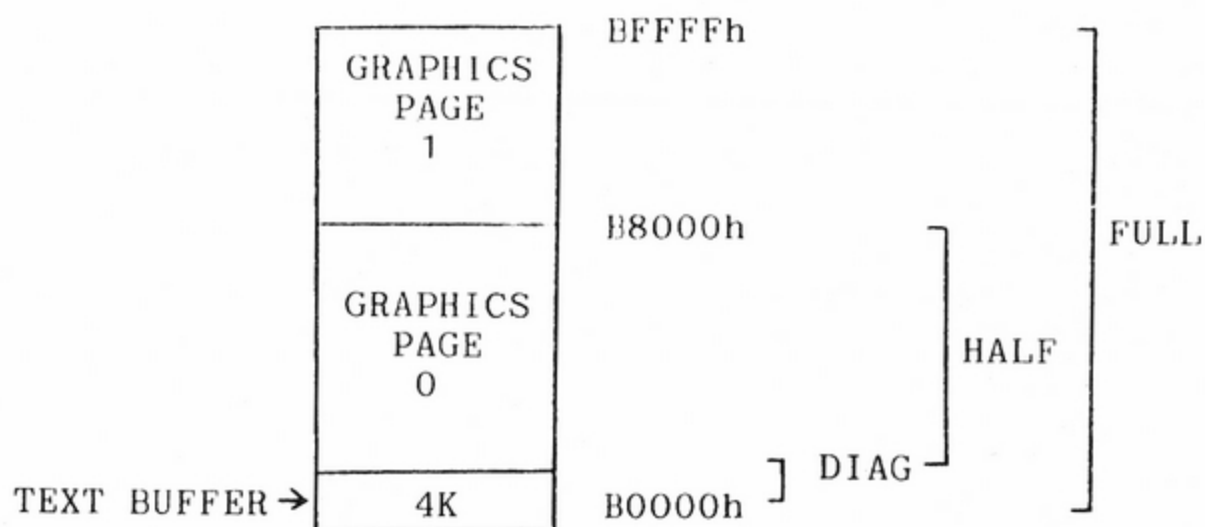 BFFFFh
GRAPHICS
PAGE
1
B8000h
FULL
GRAPHICS
PAGE
0
HALF
DIAG
TEXT BUFFER → 4K B0000h